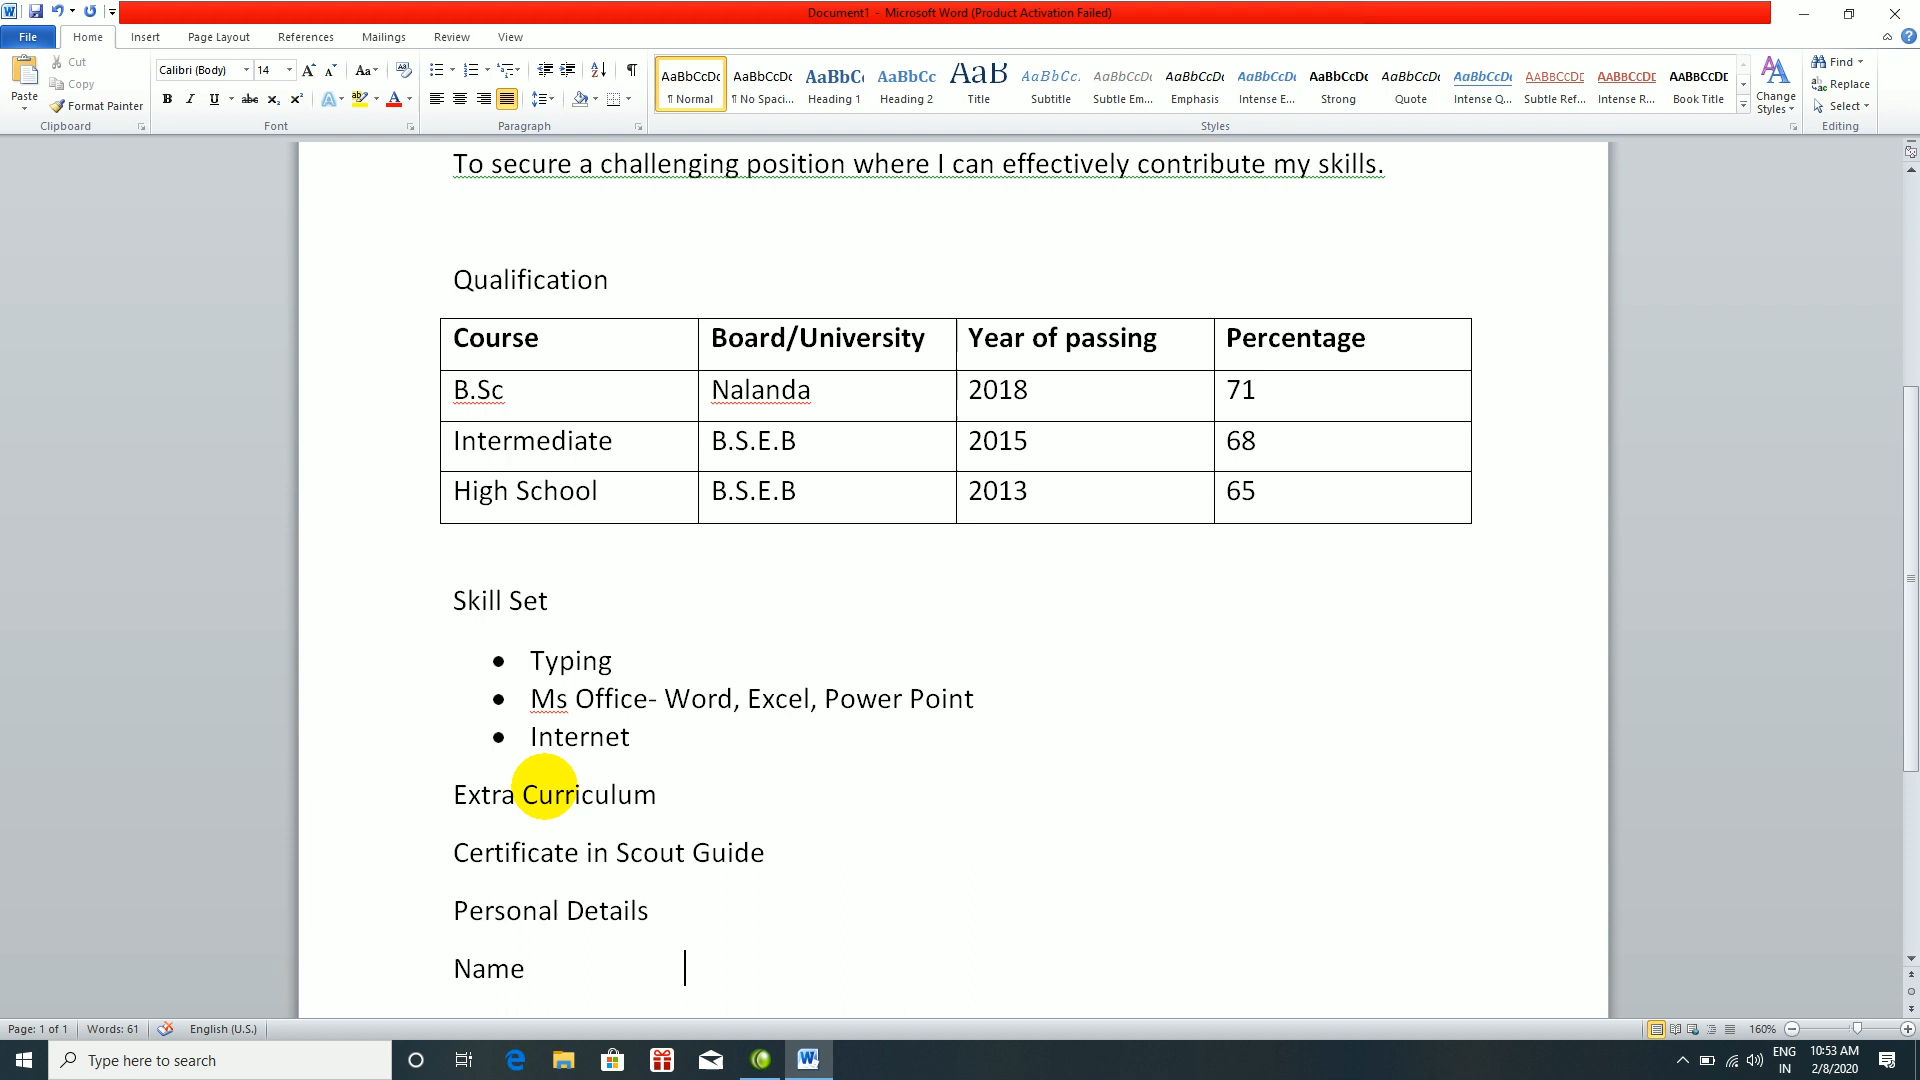 Document1 - Microsoft Word (Product Activation Failed)
File Home Insert Page Layout References Mailings Review View
Paste
Cut
Copy
Format Painter
Clipboard
Calibri (Body) 14
Font
Paragraph
AaBbCcDc AaBbCcDc AaBbC AaBbCc AaB AaBbCc. AaBbCcDc AaBbCcDc AaBbCcDc AaBbCcDc AaBbCcDc AaBbCcDc AABBCCDE AABBCCDE AABBCCDE
¶ Normal ¶ No Spaci... Heading 1 Heading 2 Title Subtitle Subtle Em... Emphasis Intense E... Strong Quote Intense Q... Subtle Ref... Intense R... Book Title
Styles
Change Styles
Find
Replace
Select
Editing
To secure a challenging position where I can effectively contribute my skills.
Qualification
Course Board/University Year of passing Percentage
B.Sc Nalanda 2018 71
Intermediate B.S.E.B 2015 68
High School B.S.E.B 2013 65
Skill Set
• Typing
• Ms Office- Word, Excel, Power Point
• Internet
Extra Curriculum
Certificate in Scout Guide
Personal Details
Name
Page: 1 of 1 Words: 61 English (U.S.) 160%
Type here to search
ENG
IN
10:53 AM
2/8/2020